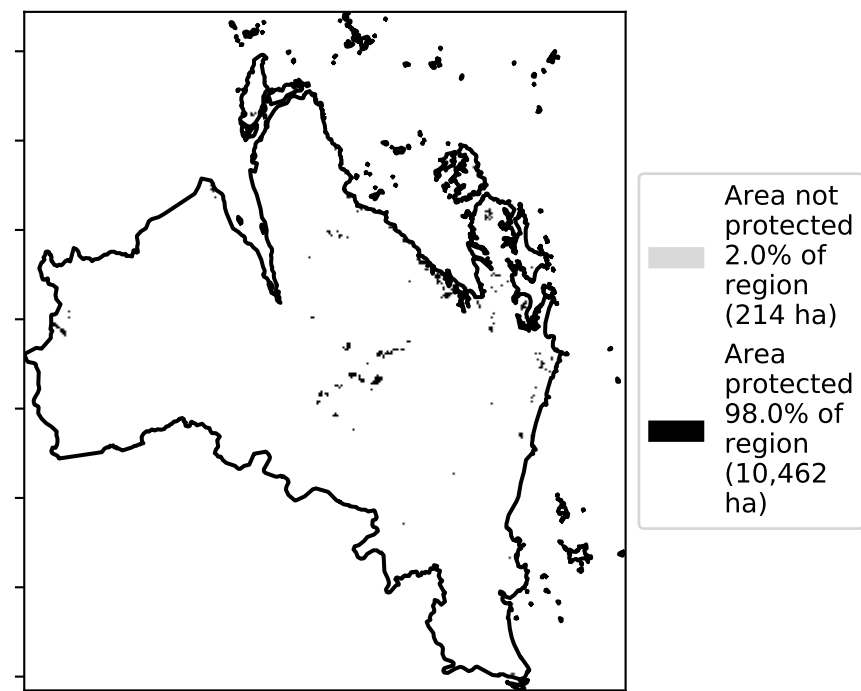 Area not
protected
2.0% of
region
(214 ha)
Area
protected
98.0% of
region
(10,462
ha)